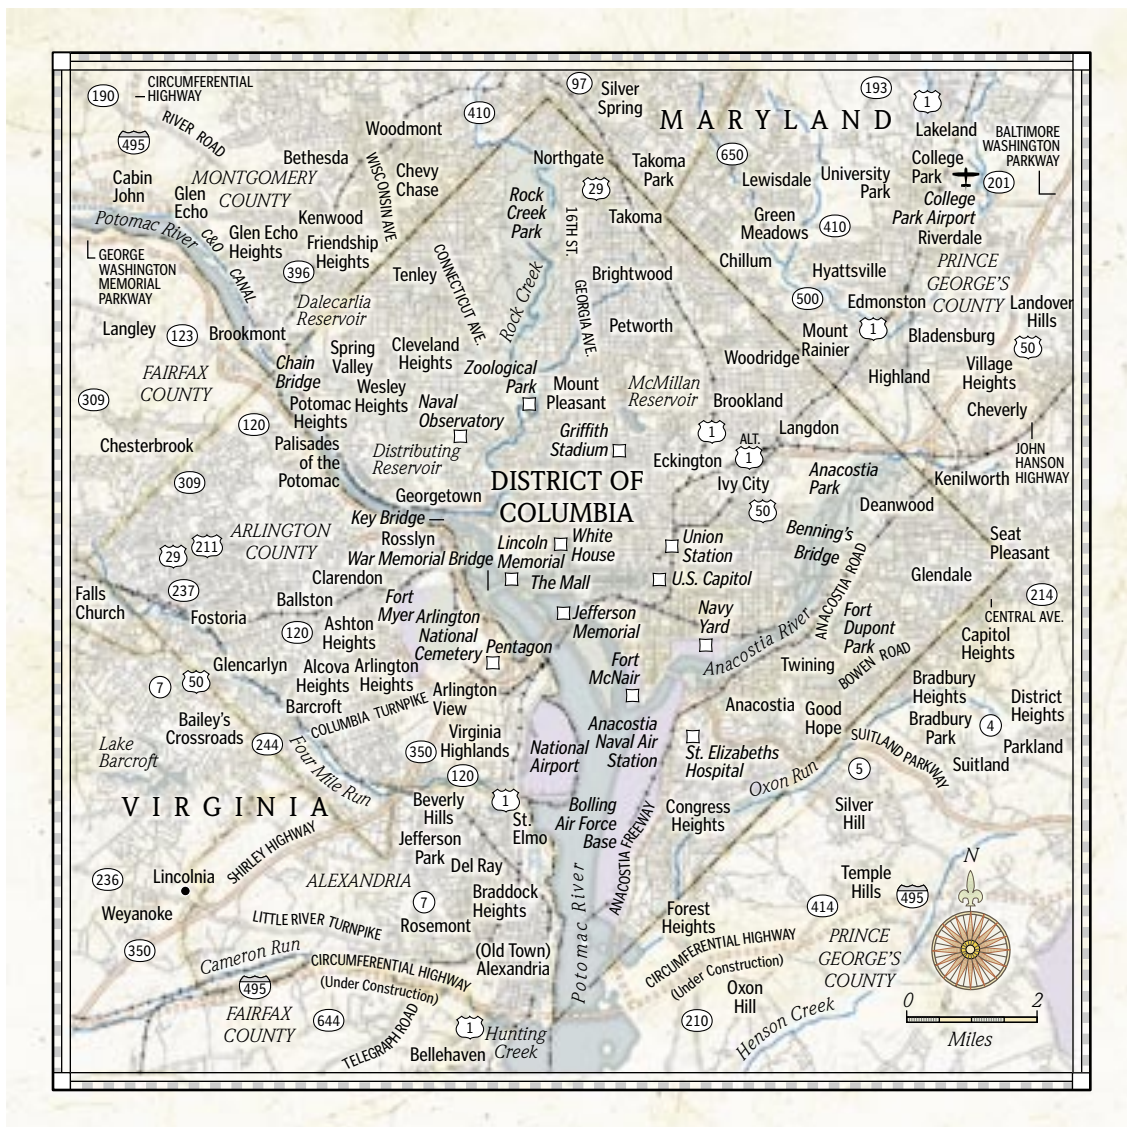 190
CIRCUMFERENTIAL
HIGHWAY
RIVER ROAD
495
97
Silver
Spring
193
1
MARYLAND
410
Woodmont
Lakeland
BALTIMORE
WASHINGTON
PARKWAY
Bethesda
WISCONSIN AVE
Chevy
Chase
Northgate
Takoma
Park
650
College
Park
201
Cabin
John
MONTGOMERY
COUNTY
Glen
Echo
Rock
Creek
Park
29
Lewisdale
University
Park
College
Park Airport
Potomac River
C&O
CANAL
Kenwood
Glen Echo
Heights
Friendship
Heights
16TH ST.
Takoma
Green
Meadows
410
Riverdale
GEORGE
WASHINGTON
MEMORIAL
PARKWAY
396
Tenley
CONNECTICUT AVE.
Rock Creek
Brightwood
GEORGIA AVE.
Chillum
Hyattsville
PRINCE
GEORGE'S
COUNTY
Dalecarlia
Reservoir
500
Edmonston
Landover
Hills
Langley
123
Brookmont
Petworth
Mount
Rainier
1
Bladensburg
50
Chain
Bridge
Spring
Valley
Cleveland
Heights
Zoological
Park
Woodridge
Village
Heights
FAIRFAX
COUNTY
Wesley
Heights
Mount
Pleasant
McMillan
Reservoir
Highland
309
Potomac
Heights
Naval
Observatory
Brookland
Cheverly
120
Griffith
Stadium
1
ALT.
1
Langdon
JOHN
HANSON
HIGHWAY
Chesterbrook
Palisades
of the
Potomac
Distributing
Reservoir
Eckington
Anacostia
Park
Kenilworth
309
Georgetown
DISTRICT OF
COLUMBIA
Ivy City
50
Deanwood
Key Bridge
ARLINGTON
COUNTY
Rosslyn
29
211
War Memorial Bridge
Lincoln
Memorial
White
House
Union
Station
Benning's
Bridge
Seat
Pleasant
Clarendon
The Mall
U.S. Capitol
ANACOSTIA ROAD
Glendale
Falls
Church
237
Ballston
Fort
Myer
214
Fostoria
120
Ashton
Heights
Arlington
National
Cemetery
Jefferson
Memorial
Navy
Yard
Fort
Dupont
Park
CENTRAL AVE.
Pentagon
Anacostia River
Capitol
Heights
Glencarlyn
Alcova
Heights
Arlington
Heights
Fort
McNair
Twining
BOWEN ROAD
7
50
Barcroft
COLUMBIA TURNPIKE
Arlington
View
Anacostia
Good
Hope
Bradbury
Heights
District
Heights
Bailey's
Crossroads
Bradbury
Park
4
Lake
Barcroft
244
Four Mile Run
350
Virginia
Highlands
National
Airport
Anacostia
Naval Air
Station
St. Elizabeths
Hospital
SUITLAND PARKWAY
Parkland
120
Oxon Run
5
Suitland
VIRGINIA
Beverly
Hills
1
St.
Elmo
Bolling
Air Force
Base
ANACOSTIA FREEWAY
Congress
Heights
Silver
Hill
SHIRLEY HIGHWAY
Jefferson
Park
N
236
Lincolnia
ALEXANDRIA
Del Ray
Temple
Hills
495
Weyanoke
7
Braddock
Heights
Potomac River
414
LITTLE RIVER TURNPIKE
Rosemont
Forest
Heights
350
Cameron Run
(Old Town)
Alexandria
CIRCUMFERENTIAL HIGHWAY
(Under Construction)
PRINCE
GEORGE'S
COUNTY
CIRCUMFERENTIAL HIGHWAY
(Under Construction)
495
Oxon
Hill
0 2
Miles
FAIRFAX
COUNTY
644
TELEGRAPH ROAD
1
Hunting
Creek
210
Henson Creek
Bellehaven